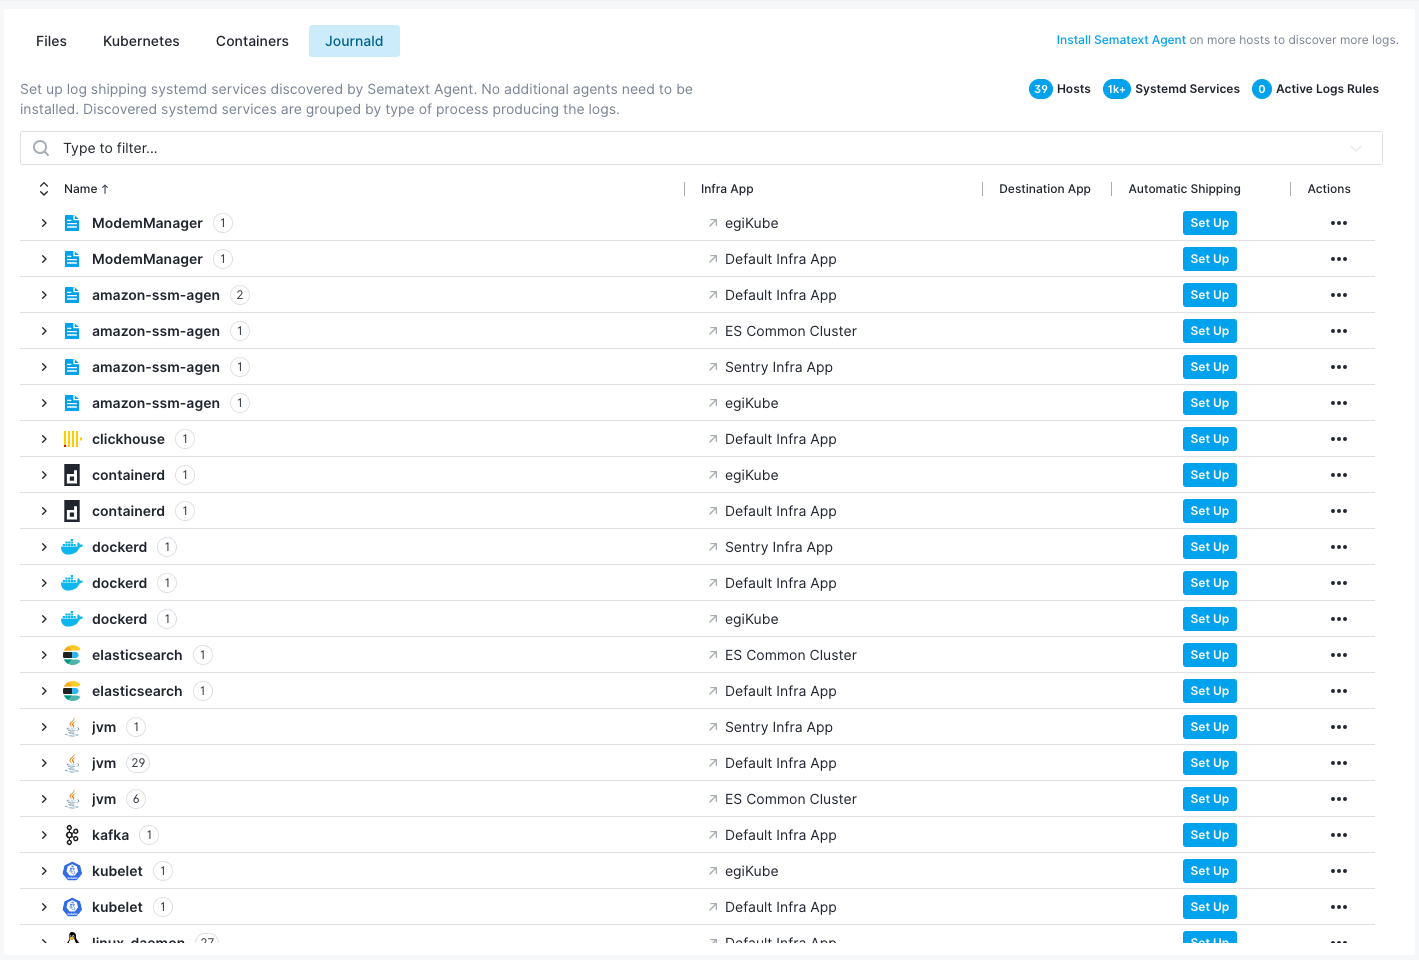 Files Kubernetes Containers Journald
Install Sematext Agent on more hosts to discover more logs.
Set up log shipping systemd services discovered by Sematext Agent. No additional agents need to be
installed. Discovered systemd services are grouped by type of process producing the logs.
39 Hosts 1k+ Systemd Services 0 Active Logs Rules
Type to filter...
Name ↑ Infra App Destination App Automatic Shipping Actions
ModemManager 1 egiKube Set Up
ModemManager 1 Default Infra App Set Up
amazon-ssm-agen 2 Default Infra App Set Up
amazon-ssm-agen 1 ES Common Cluster Set Up
amazon-ssm-agen 1 Sentry Infra App Set Up
amazon-ssm-agen 1 egiKube Set Up
clickhouse 1 Default Infra App Set Up
containerd 1 egiKube Set Up
containerd 1 Default Infra App Set Up
dockerd 1 Sentry Infra App Set Up
dockerd 1 Default Infra App Set Up
dockerd 1 egiKube Set Up
elasticsearch 1 ES Common Cluster Set Up
elasticsearch 1 Default Infra App Set Up
jvm 1 Sentry Infra App Set Up
jvm 29 Default Infra App Set Up
jvm 6 ES Common Cluster Set Up
kafka 1 Default Infra App Set Up
kubelet 1 egiKube Set Up
kubelet 1 Default Infra App Set Up
linux-daemon 27 Default Infra App Set Up